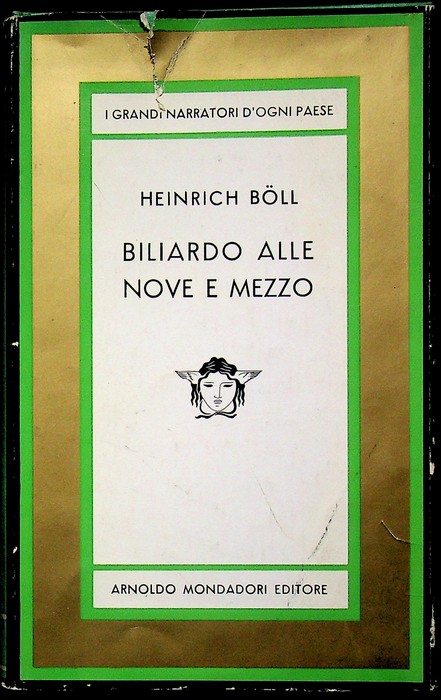 I GRANDI NARRATORI D'OGNI PAESE
HEINRICH BÖLL
BILIARDO ALLE
NOVE E MEZZO
ARNOLDO MONDADORI EDITORE